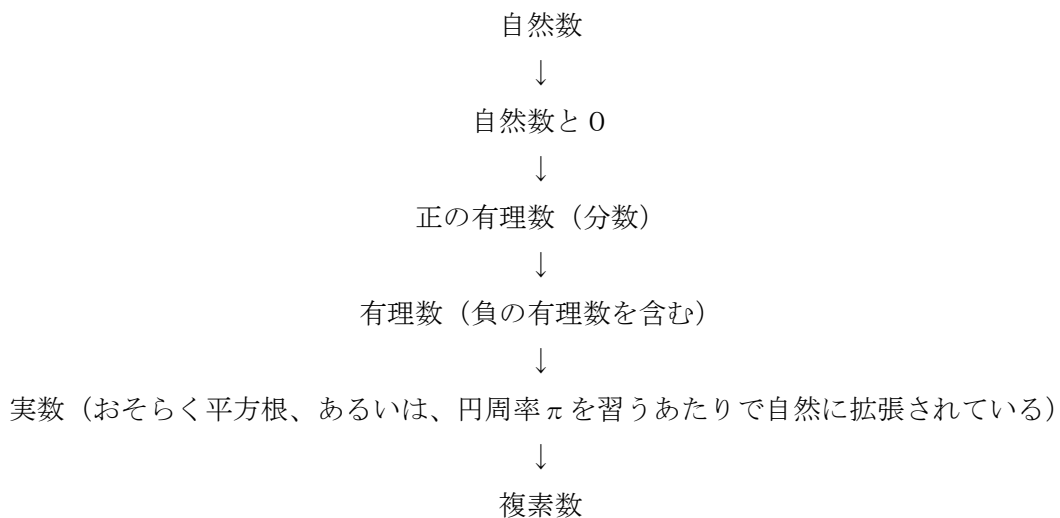 自然数
↓
自然数と0
↓
正の有理数（分数）
↓
有理数（負の有理数を含む）
↓
実数（おそらく平方根、あるいは、円周率πを習うあたりで自然に拡張されている）
↓
複素数